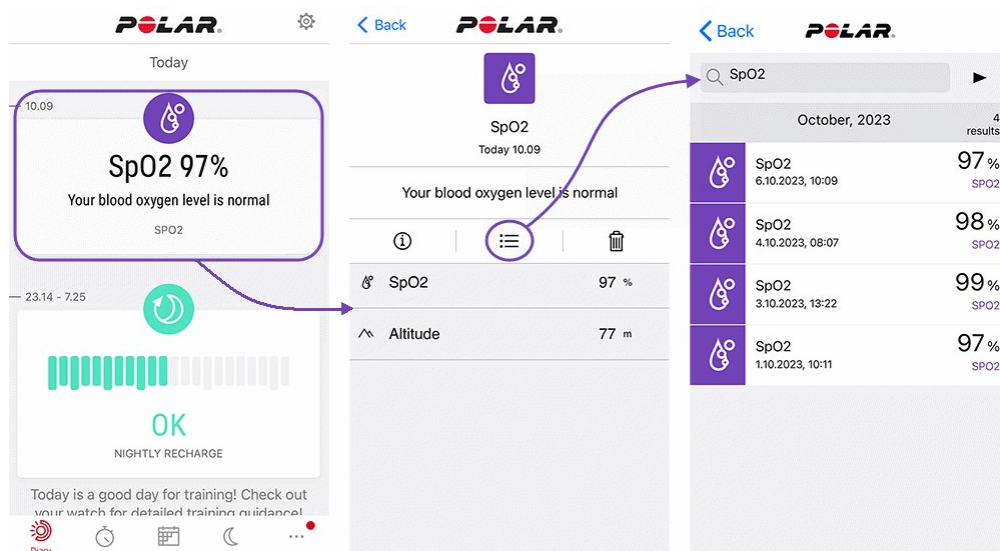 POLAR.
Today
10.09
SpO2 97%
Your blood oxygen level is normal
SPO2
23.14 - 7.25
OK
NIGHTLY RECHARGE
Today is a good day for training! Check out
your watch for detailed training guidance!
Diary
Back
POLAR.
SpO2
Today 10.09
Your blood oxygen level is normal
SpO2 97 %
Altitude 77 m
Back
POLAR.
SpO2
October, 2023
4
results
SpO2 97 %
6.10.2023, 10:09 SPO2
SpO2 98 %
4.10.2023, 08:07 SPO2
SpO2 99 %
3.10.2023, 13:22 SPO2
SpO2 97 %
1.10.2023, 10:11 SPO2